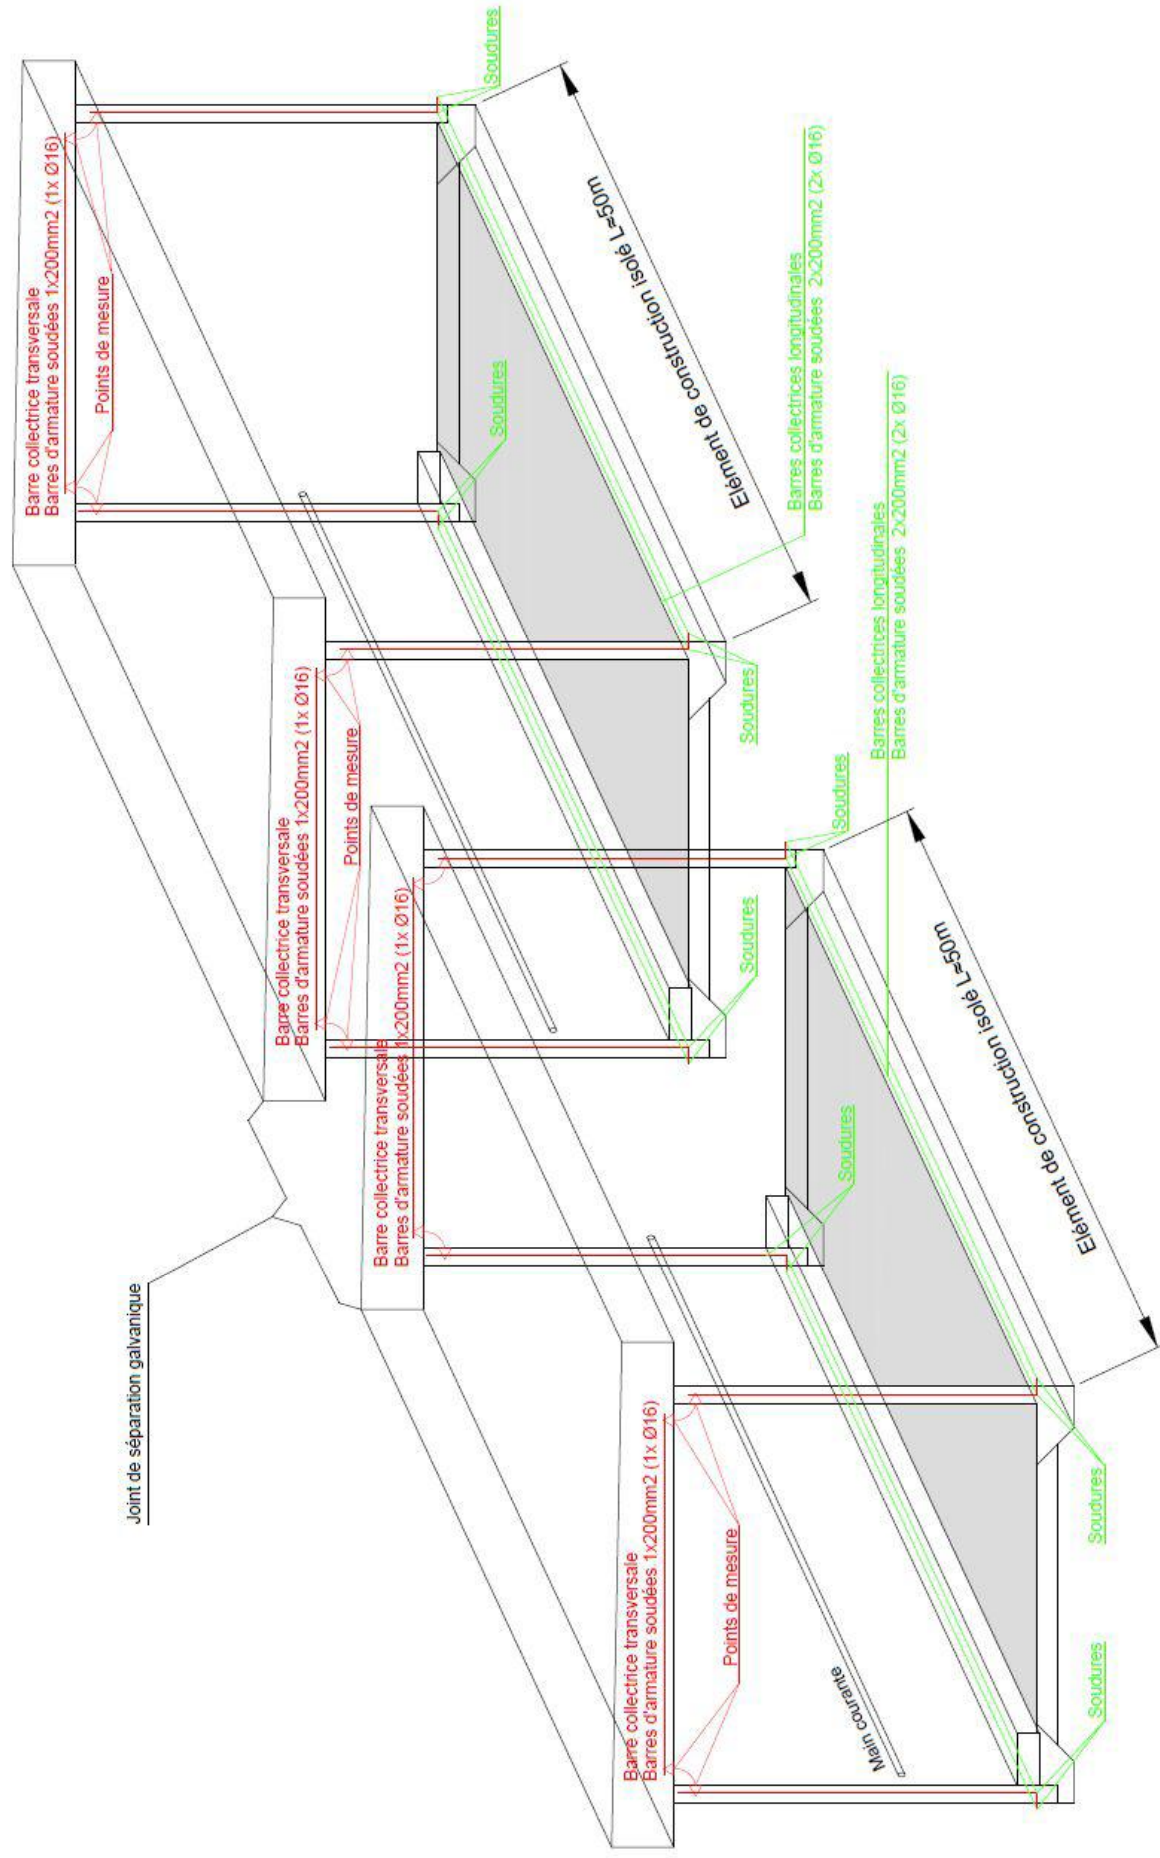 Joint de séparation galvanique
Barre collectrice transversale
Barres d'armature soudées 1x200mm2 (1x Ø16)
Points de mesure
Soudures
Soudures
Elément de construction isolé L≈50m
Barres collectrices longitudinales
Barres d'armature soudées 2x200mm2 (2x Ø16)
Barre collectrice transversale
Barres d'armature soudées 1x200mm2 (1x Ø16)
Points de mesure
Soudures
Soudures
Barre collectrice transversale
Barres d'armature soudées 1x200mm2 (1x Ø16)
Soudures
Soudures
Barres collectrices longitudinales
Barres d'armature soudées 2x200mm2 (2x Ø16)
Elément de construction isolé L≈50m
Barre collectrice transversale
Barres d'armature soudées 1x200mm2 (1x Ø16)
Points de mesure
Main courante
Soudures
Soudures